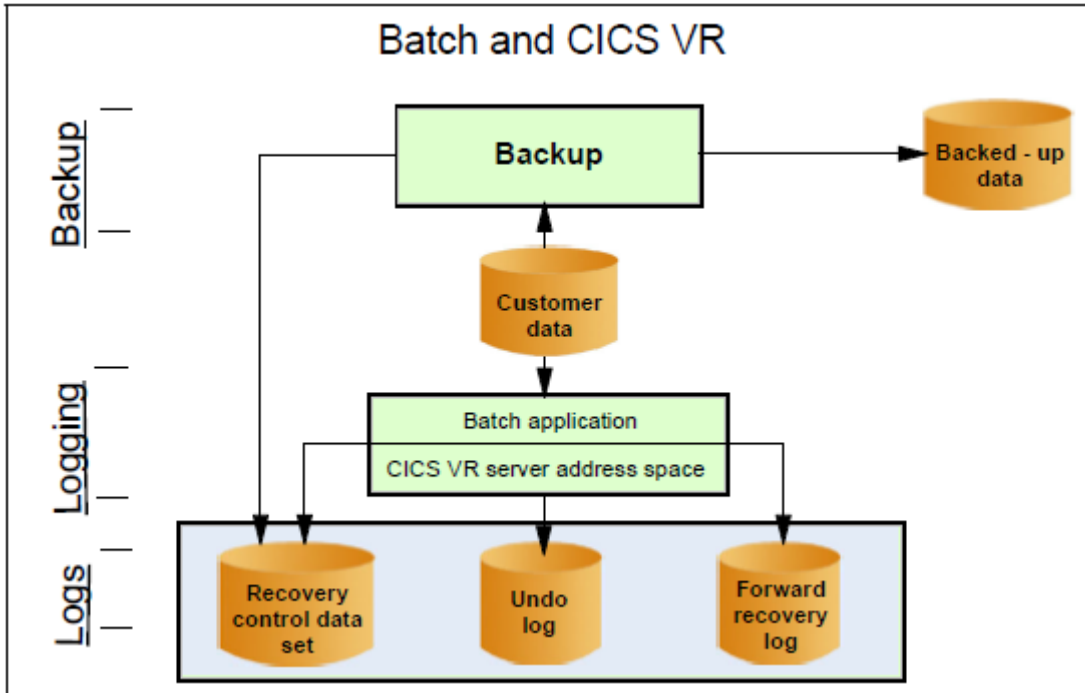 Batch and CICS VR
Backup
Backup
Backed - up
data
Customer
data
Logging
Batch application
CICS VR server address space
Logs
Recovery
control data
set
Undo
log
Forward
recovery
log